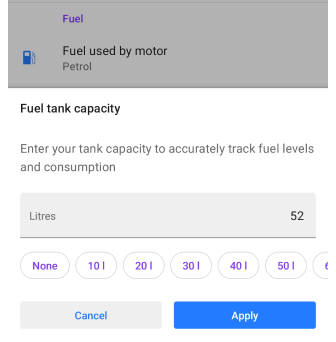 Fuel
Fuel used by motor
Petrol
Fuel tank capacity
Enter your tank capacity to accurately track fuel levels
and consumption
Litres 52
None 10 l 20 l 30 l 40 l 50 l
Cancel Apply